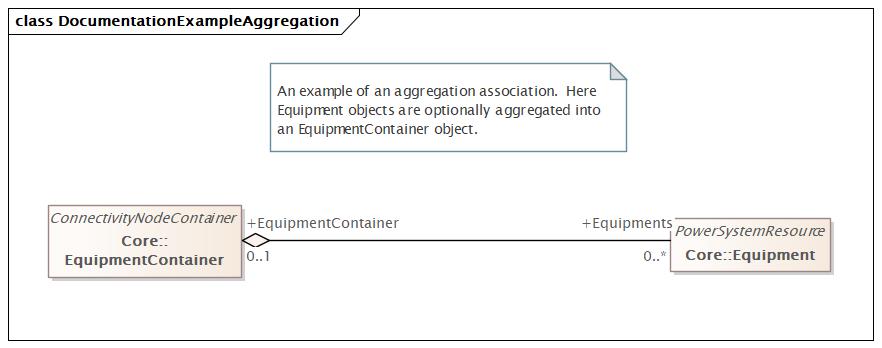 class DocumentationExampleAggregation
An example of an aggregation association.  Here
Equipment objects are optionally aggregated into
an EquipmentContainer object.
ConnectivityNodeContainer
Core::
EquipmentContainer
+EquipmentContainer
0..1
+Equipments
0..*
PowerSystemResource
Core::Equipment